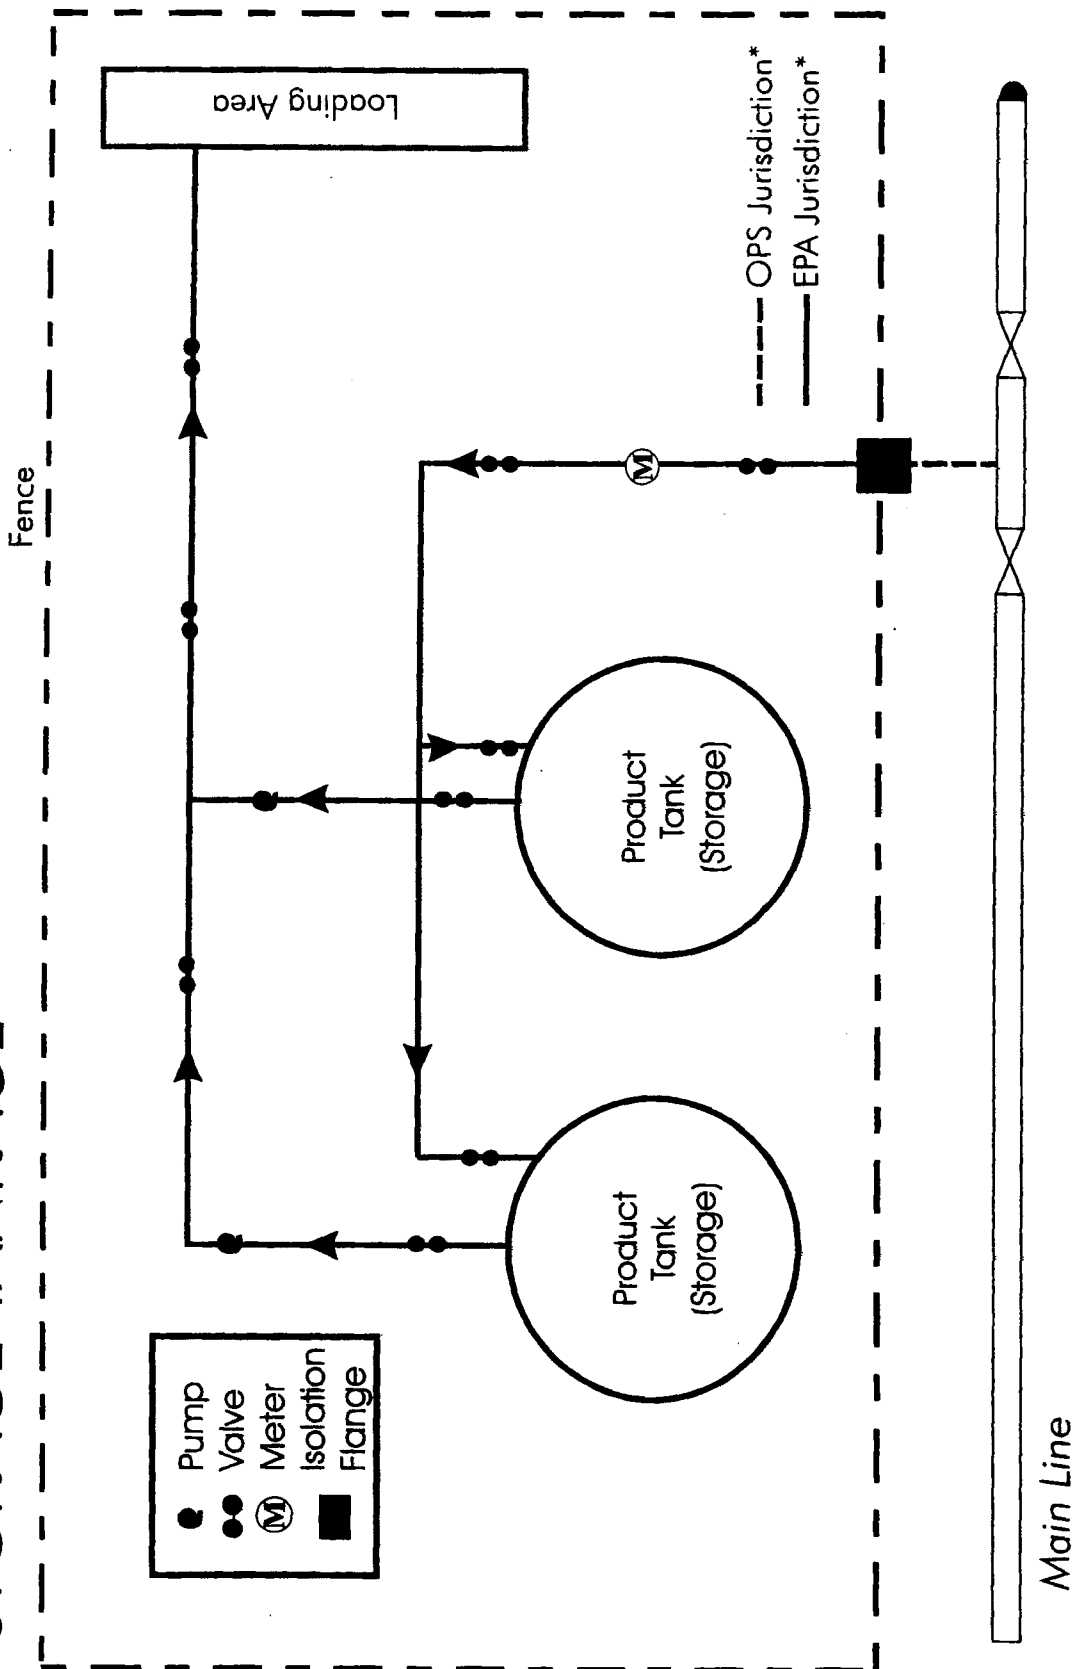 Fence
Loading Area
OPS Jurisdiction*
EPA Jurisdiction*
Product
Tank
(Storage)
Product
Tank
(Storage)
Pump
Valve
M Meter
Isolation
Flange
M
Main Line